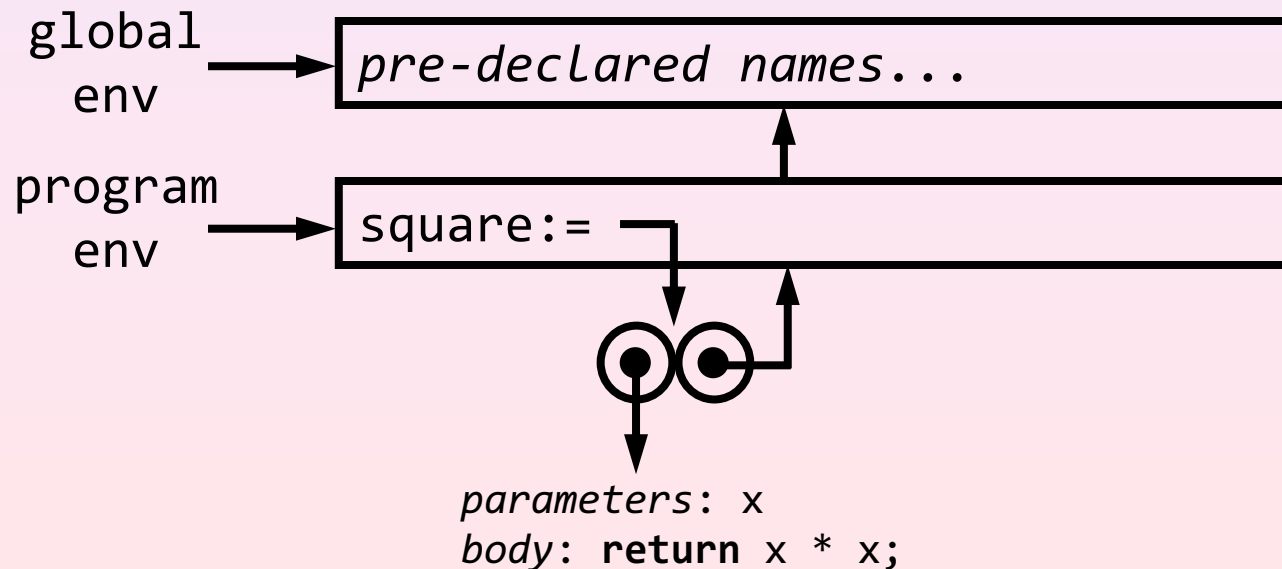 global
env
pre-declared names...
program
env
square:=
parameters: x
body: return x * x;